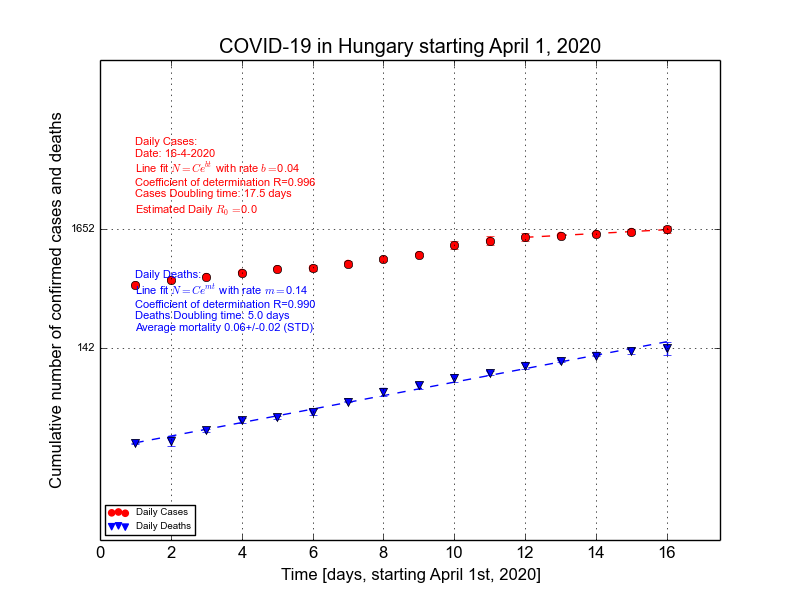 COVID-19 in Hungary starting April 1, 2020
Cumulative number of confirmed cases and deaths
Daily Cases:
Date: 16-4-2020
Line fit N = Ce^{bt} with rate b =0.04
Coefficient of determination R=0.996
Cases Doubling time: 17.5 days
Estimated Daily R_0 =0.0
1652
Daily Deaths:
Line fit N = Ce^{mt} with rate m =0.14
Coefficient of determination R=0.990
Deaths Doubling time: 5.0 days
Average mortality 0.06+/-0.02 (STD)
142
Daily Cases
Daily Deaths
0 2 4 6 8 10 12 14 16
Time [days, starting April 1st, 2020]